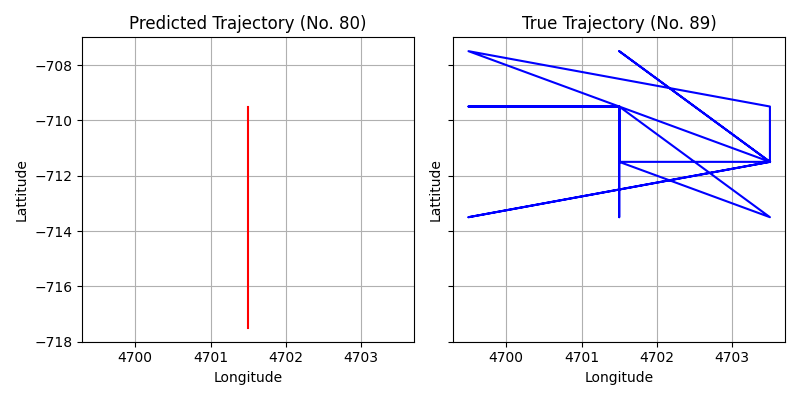 Predicted Trajectory (No. 80)
True Trajectory (No. 89)
Lattitude
−708
−710
−712
−714
−716
−718
4700 4701 4702 4703
Longitude
Lattitude
4700 4701 4702 4703
Longitude